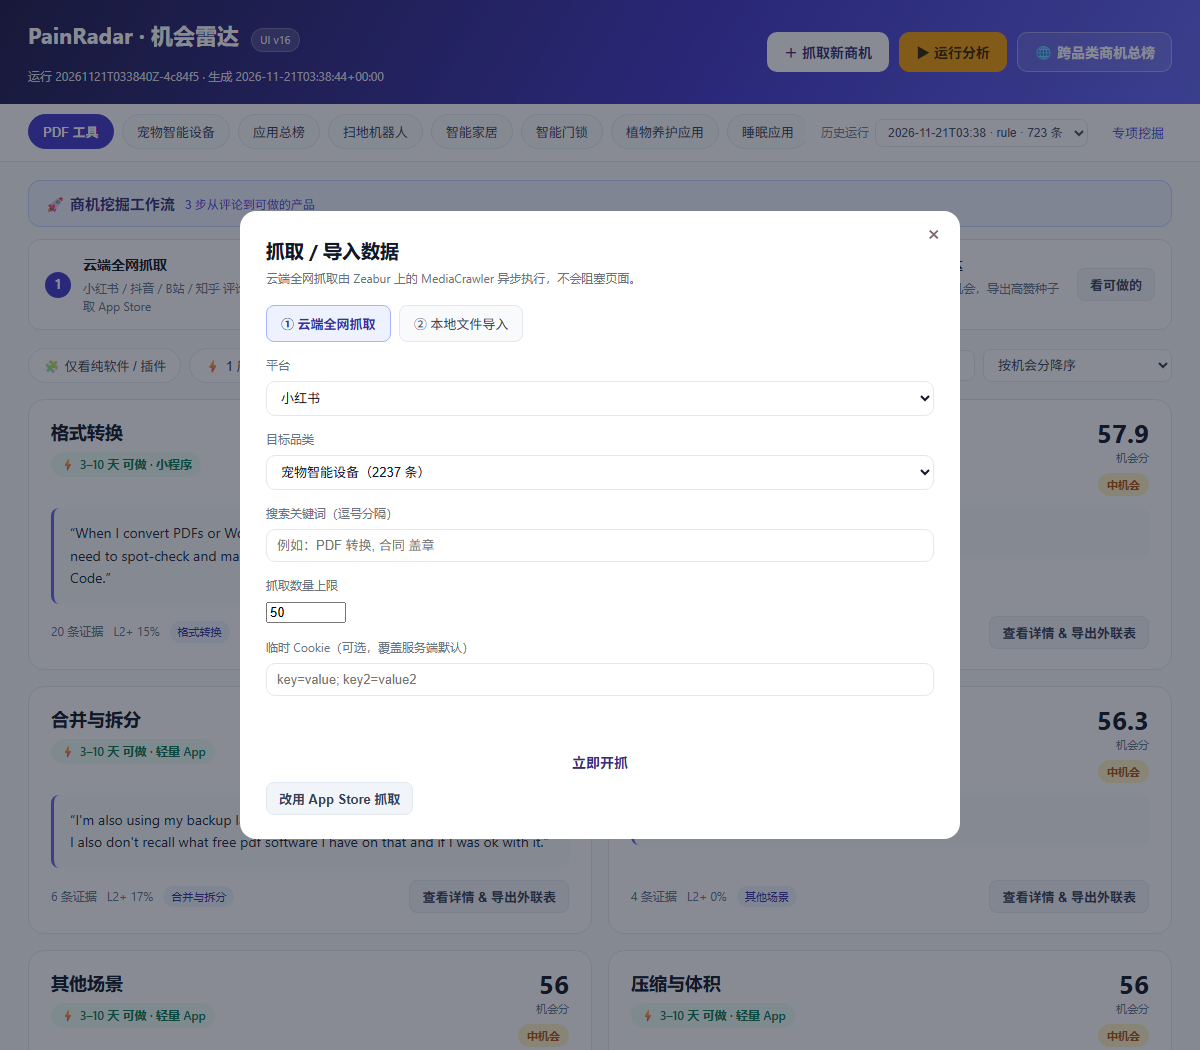 PainRadar · 机会雷达 UI v16
运行 20261121T033840Z-4c84f5 · 生成 2026-11-21T03:38:44+00:00
+ 抓取新商机
▶ 运行分析
🌐 跨品类商机总榜
PDF 工具
宠物智能设备
应用总榜
扫地机器人
智能家居
智能门锁
植物养护应用
睡眠应用
历史运行
2026-11-21T03:38 · rule · 723 条
专项挖掘
🚀 商机挖掘工作流 3 步从评论到可做的产品
1
云端全网抓取
小红书 / 抖音 / B站 / 知乎 评
取 App Store
机会，导出高赞种子
看可做的
🧩 仅看纯软件 / 插件
⚡ 1
按机会分降序
抓取 / 导入数据
×
云端全网抓取由 Zeabur 上的 MediaCrawler 异步执行，不会阻塞页面。
① 云端全网抓取
② 本地文件导入
平台
小红书
目标品类
宠物智能设备（2237 条）
搜索关键词（逗号分隔）
例如：PDF 转换, 合同 盖章
抓取数量上限
50
临时 Cookie（可选，覆盖服务端默认）
key=value; key2=value2
立即开抓
改用 App Store 抓取
格式转换
⚡ 3–10 天 可做 · 小程序
“When I convert PDFs or
need to spot-check and
Code.”
20 条证据 L2+ 15% 格式转换
57.9
机会分
中机会
查看详情 & 导出外联表
合并与拆分
⚡ 3–10 天 可做 · 轻量 App
“I'm also using my backup
I also don't recall what free pdf software I have on that and if I was ok with it.”
6 条证据 L2+ 17% 合并与拆分
查看详情 & 导出外联表
56.3
机会分
中机会
4 条证据 L2+ 0% 其他场景
查看详情 & 导出外联表
其他场景
⚡ 3–10 天 可做 · 轻量 App
56
机会分
中机会
压缩与体积
⚡ 3–10 天 可做 · 轻量 App
56
机会分
中机会